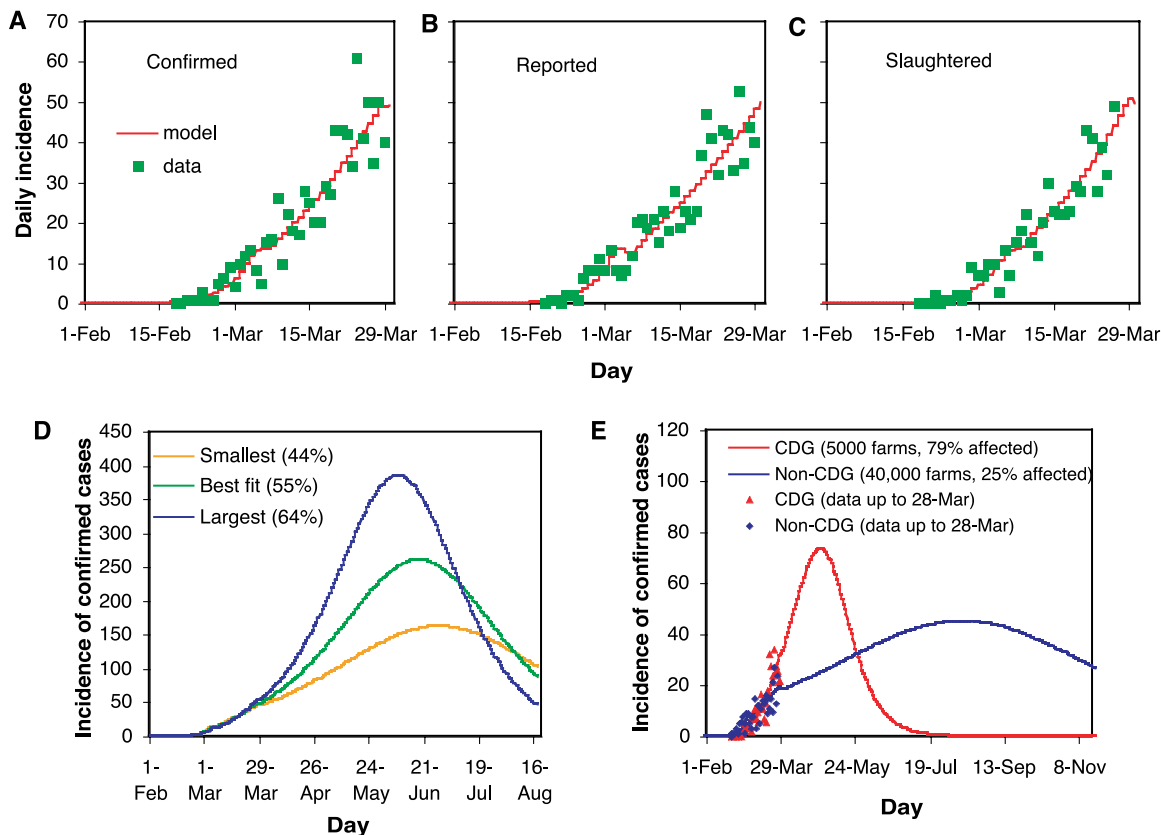 A
B
C
Daily incidence
70
60
50
40
30
20
10
0
Confirmed
model
data
Reported
Slaughtered
1-Feb 15-Feb 1-Mar 15-Mar 29-Mar
1-Feb 15-Feb 1-Mar 15-Mar 29-Mar
1-Feb 15-Feb 1-Mar 15-Mar 29-Mar
Day
D
Incidence of confirmed cases
450
400
350
300
250
200
150
100
50
0
Smallest (44%)
Best fit (55%)
Largest (64%)
1- 1- 29- 26- 24- 21- 19- 16-
Feb Mar Mar Apr May Jun Jul Aug
Day
E
Incidence of confirmed cases
120
100
80
60
40
20
0
CDG (5000 farms, 79% affected)
Non-CDG (40,000 farms, 25% affected)
CDG (data up to 28-Mar)
Non-CDG (data up to 28-Mar)
1-Feb 29-Mar 24-May 19-Jul 13-Sep 8-Nov
Day